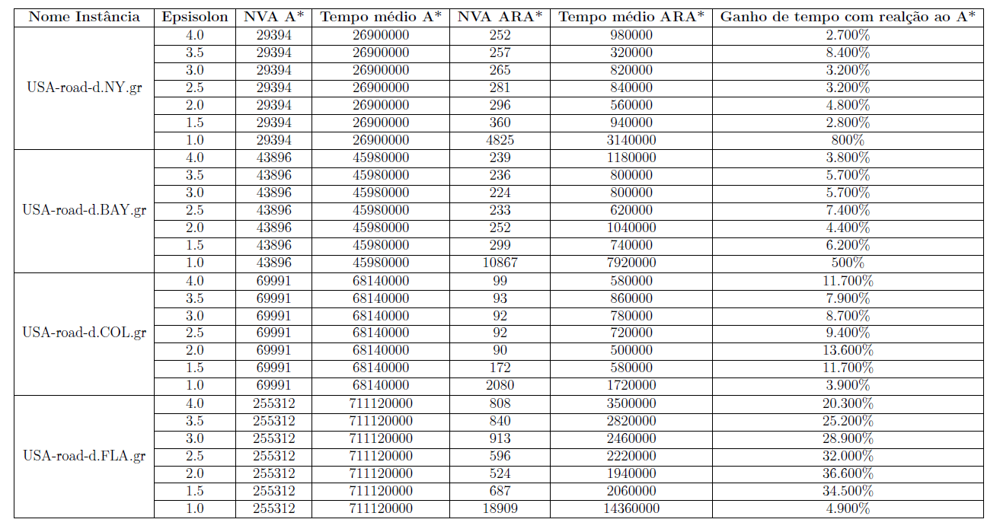 Nome Instância Epsisolon NVA A* Tempo médio A* NVA ARA* Tempo médio ARA* Ganho de tempo com realção ao A*
USA-road-d.NY.gr 4.0 29394 26900000 252 980000 2.700%
3.5 29394 26900000 257 320000 8.400%
3.0 29394 26900000 265 820000 3.200%
2.5 29394 26900000 281 840000 3.200%
2.0 29394 26900000 296 560000 4.800%
1.5 29394 26900000 360 940000 2.800%
1.0 29394 26900000 4825 3140000 800%
USA-road-d.BAY.gr 4.0 43896 45980000 239 1180000 3.800%
3.5 43896 45980000 236 800000 5.700%
3.0 43896 45980000 224 800000 5.700%
2.5 43896 45980000 233 620000 7.400%
2.0 43896 45980000 252 1040000 4.400%
1.5 43896 45980000 299 740000 6.200%
1.0 43896 45980000 10867 7920000 500%
USA-road-d.COL.gr 4.0 69991 68140000 99 580000 11.700%
3.5 69991 68140000 93 860000 7.900%
3.0 69991 68140000 92 780000 8.700%
2.5 69991 68140000 92 720000 9.400%
2.0 69991 68140000 90 500000 13.600%
1.5 69991 68140000 172 580000 11.700%
1.0 69991 68140000 2080 1720000 3.900%
USA-road-d.FLA.gr 4.0 255312 711120000 808 3500000 20.300%
3.5 255312 711120000 840 2820000 25.200%
3.0 255312 711120000 913 2460000 28.900%
2.5 255312 711120000 596 2220000 32.000%
2.0 255312 711120000 524 1940000 36.600%
1.5 255312 711120000 687 2060000 34.500%
1.0 255312 711120000 18909 14360000 4.900%